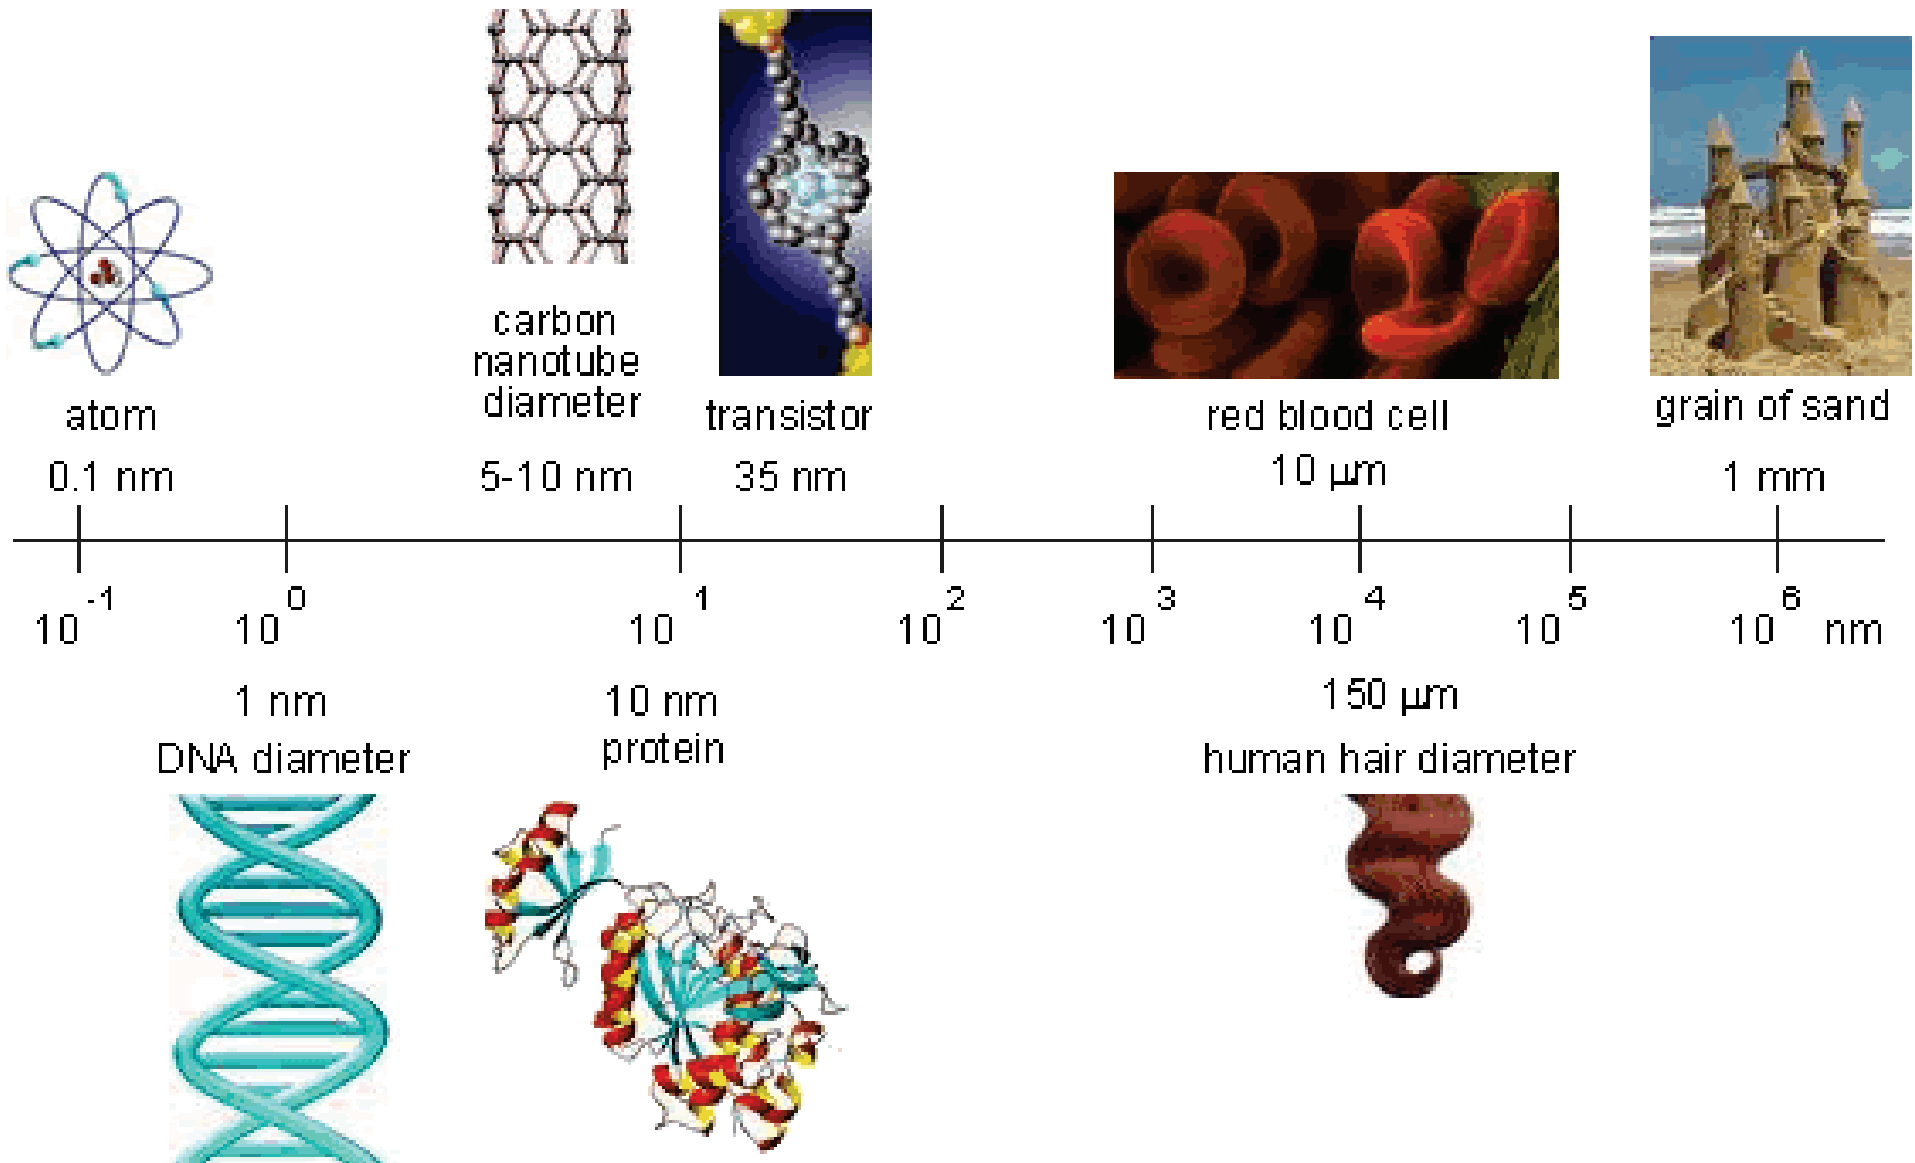 carbon
nanotube
diameter
atom
transistor
red blood cell
grain of sand
0.1 nm
5-10 nm
35 nm
10 µm
1 mm
10⁻¹
10⁰
10¹
10²
10³
10⁴
10⁵
10⁶ nm
1 nm
DNA diameter
10 nm
protein
150 µm
human hair diameter